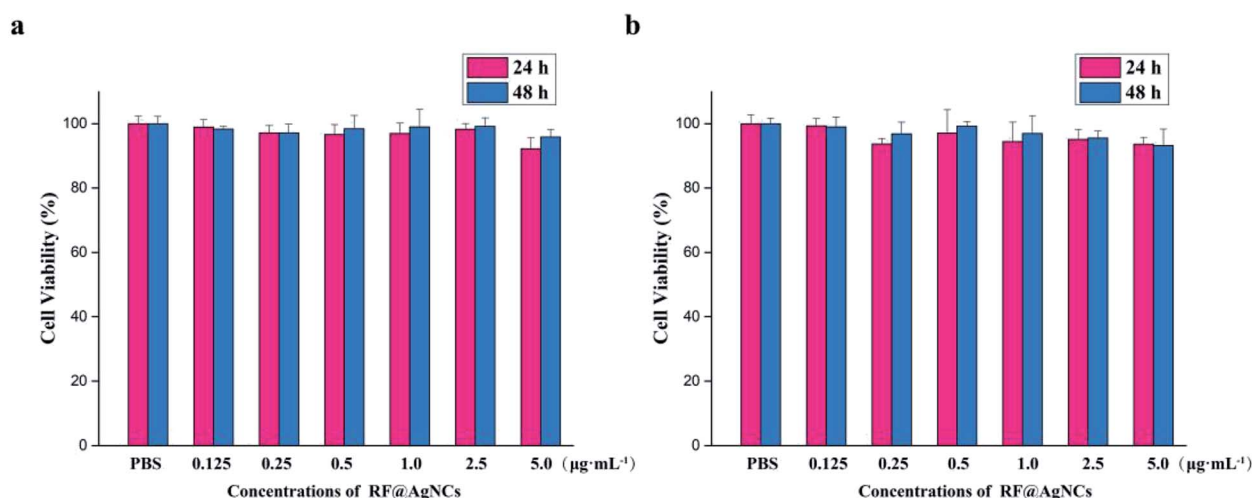 a
24 h
48 h
100
80
60
40
20
0
Cell Viability (%)
PBS 0.125 0.25 0.5 1.0 2.5 5.0 (μg·mL⁻¹)
Concentrations of RF@AgNCs
b
24 h
48 h
100
80
60
40
20
0
Cell Viability (%)
PBS 0.125 0.25 0.5 1.0 2.5 5.0 (μg·mL⁻¹)
Concentrations of RF@AgNCs